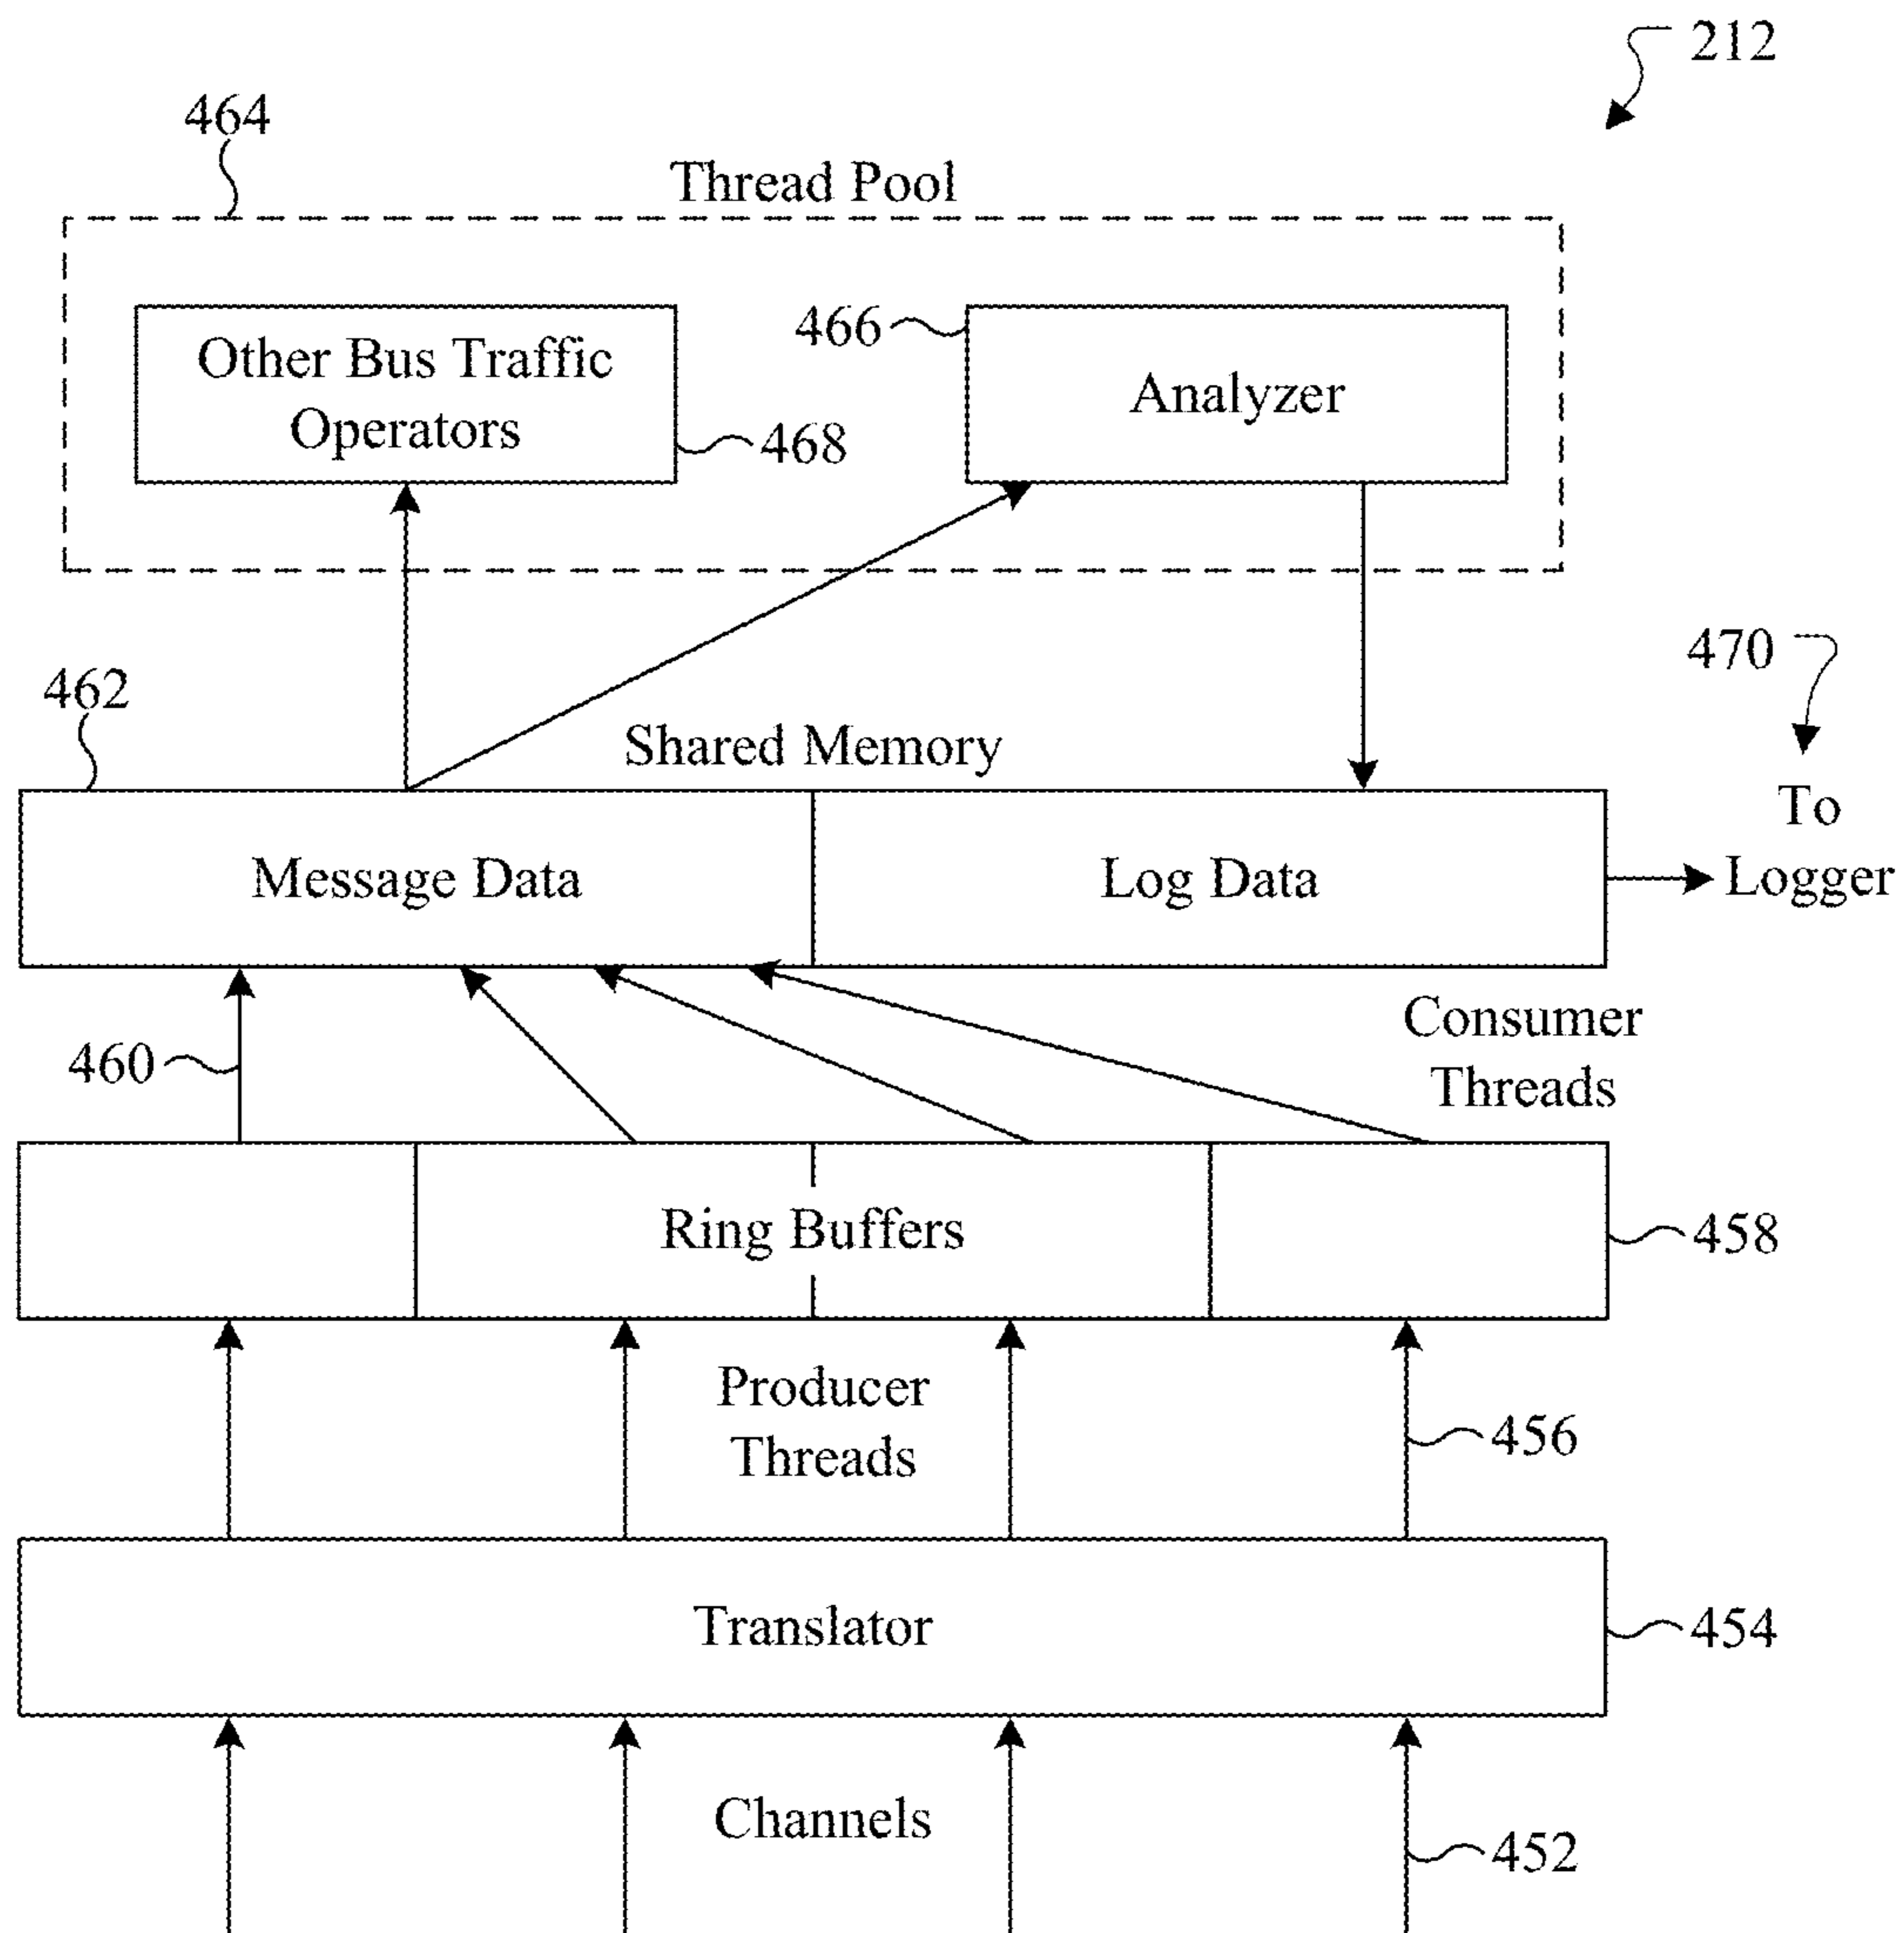 212
464
Thread Pool
Other Bus Traffic
Operators
468
466
Analyzer
462
Shared Memory
470
To
Logger
Message Data
Log Data
460
Consumer
Threads
Ring Buffers
458
Producer
Threads
456
Translator
454
Channels
452